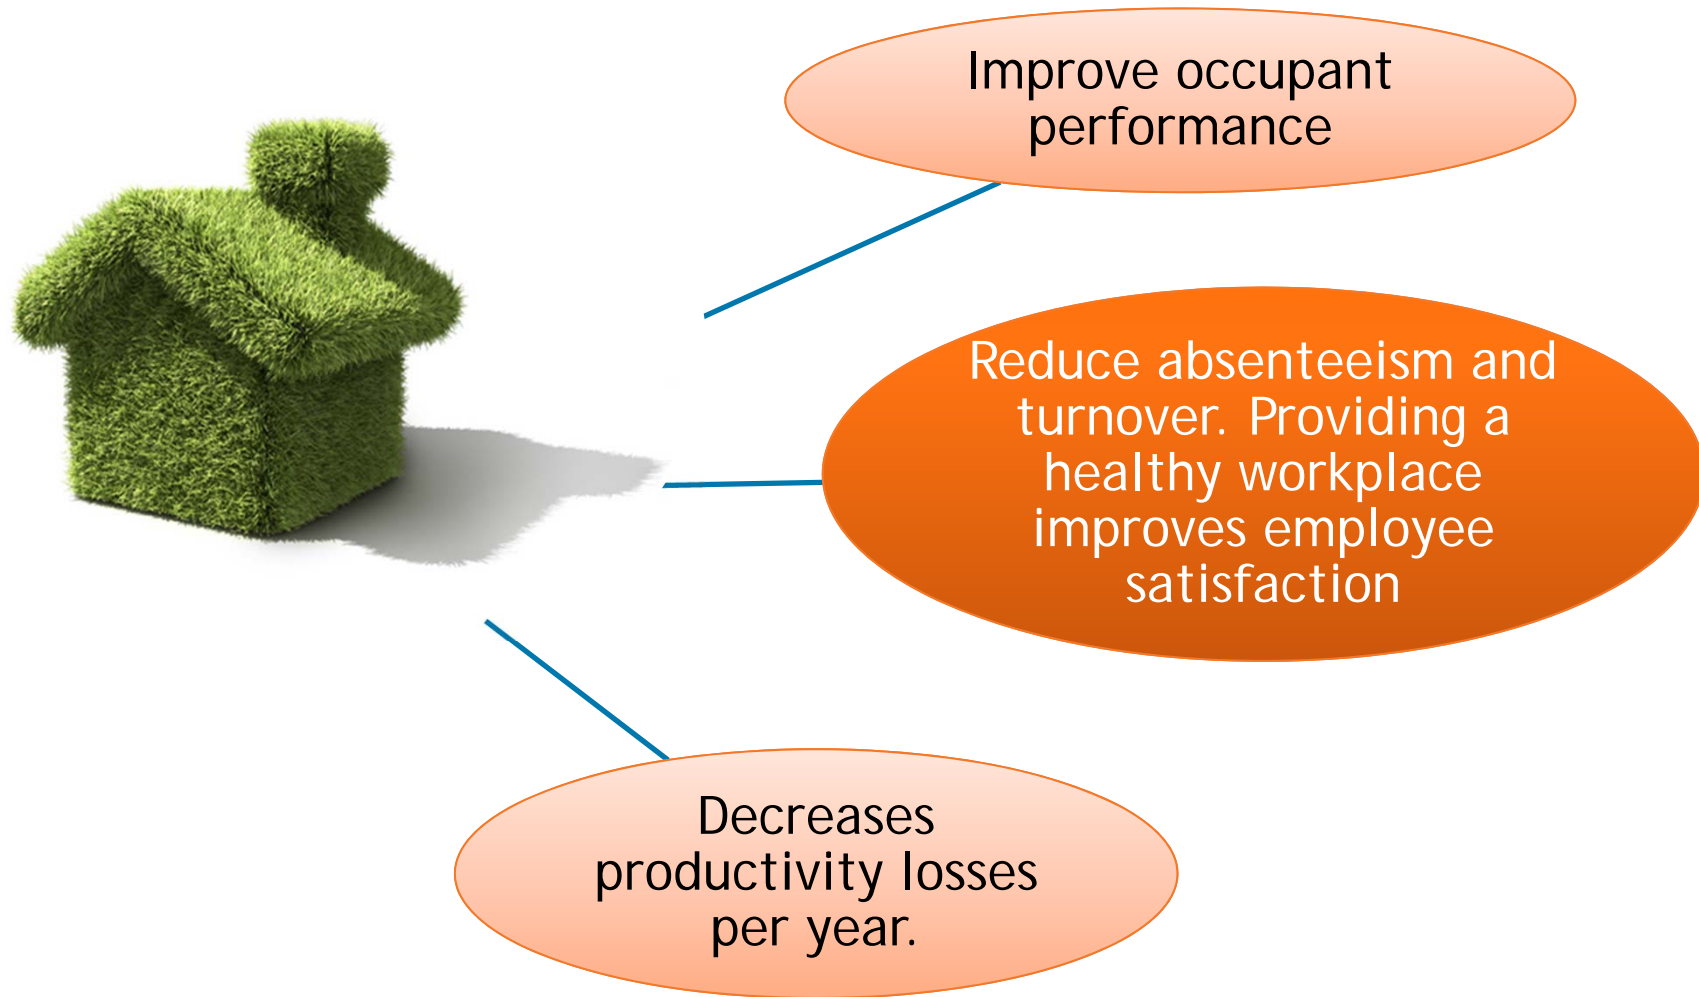 Improve occupant
performance
Reduce absenteeism and
turnover. Providing a
healthy workplace
improves employee
satisfaction
Decreases
productivity losses
per year.